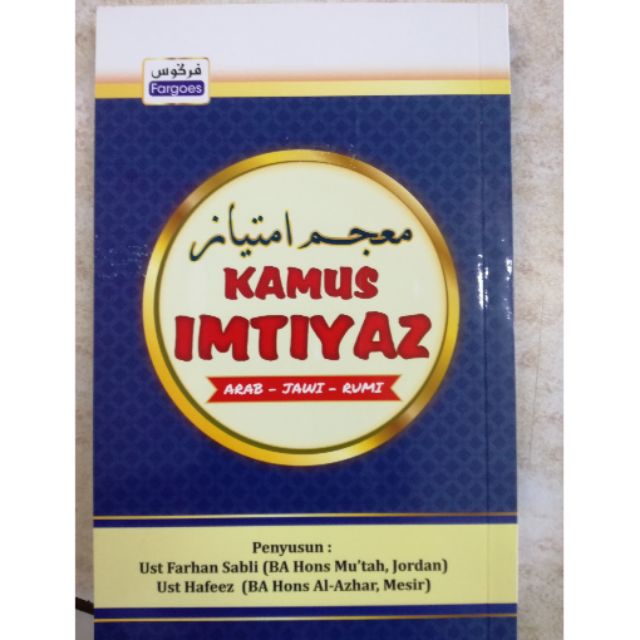 فرݢوس
Fargoes
معجم امتياز
KAMUS
IMTIYAZ
ARAB – JAWI – RUMI
Penyusun :
Ust Farhan Sabli (BA Hons Mu'tah, Jordan)
Ust Hafeez (BA Hons Al-Azhar, Mesir)